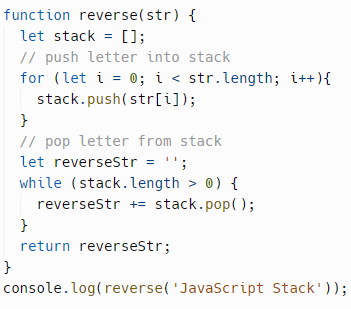 function reverse(str) {
  let stack = [];
  // push letter into stack
  for (let i = 0; i < str.length; i++){
    stack.push(str[i]);
  }
  // pop letter from stack
  let reverseStr = '';
  while (stack.length > 0) {
    reverseStr += stack.pop();
  }
  return reverseStr;
}
console.log(reverse('JavaScript Stack'));